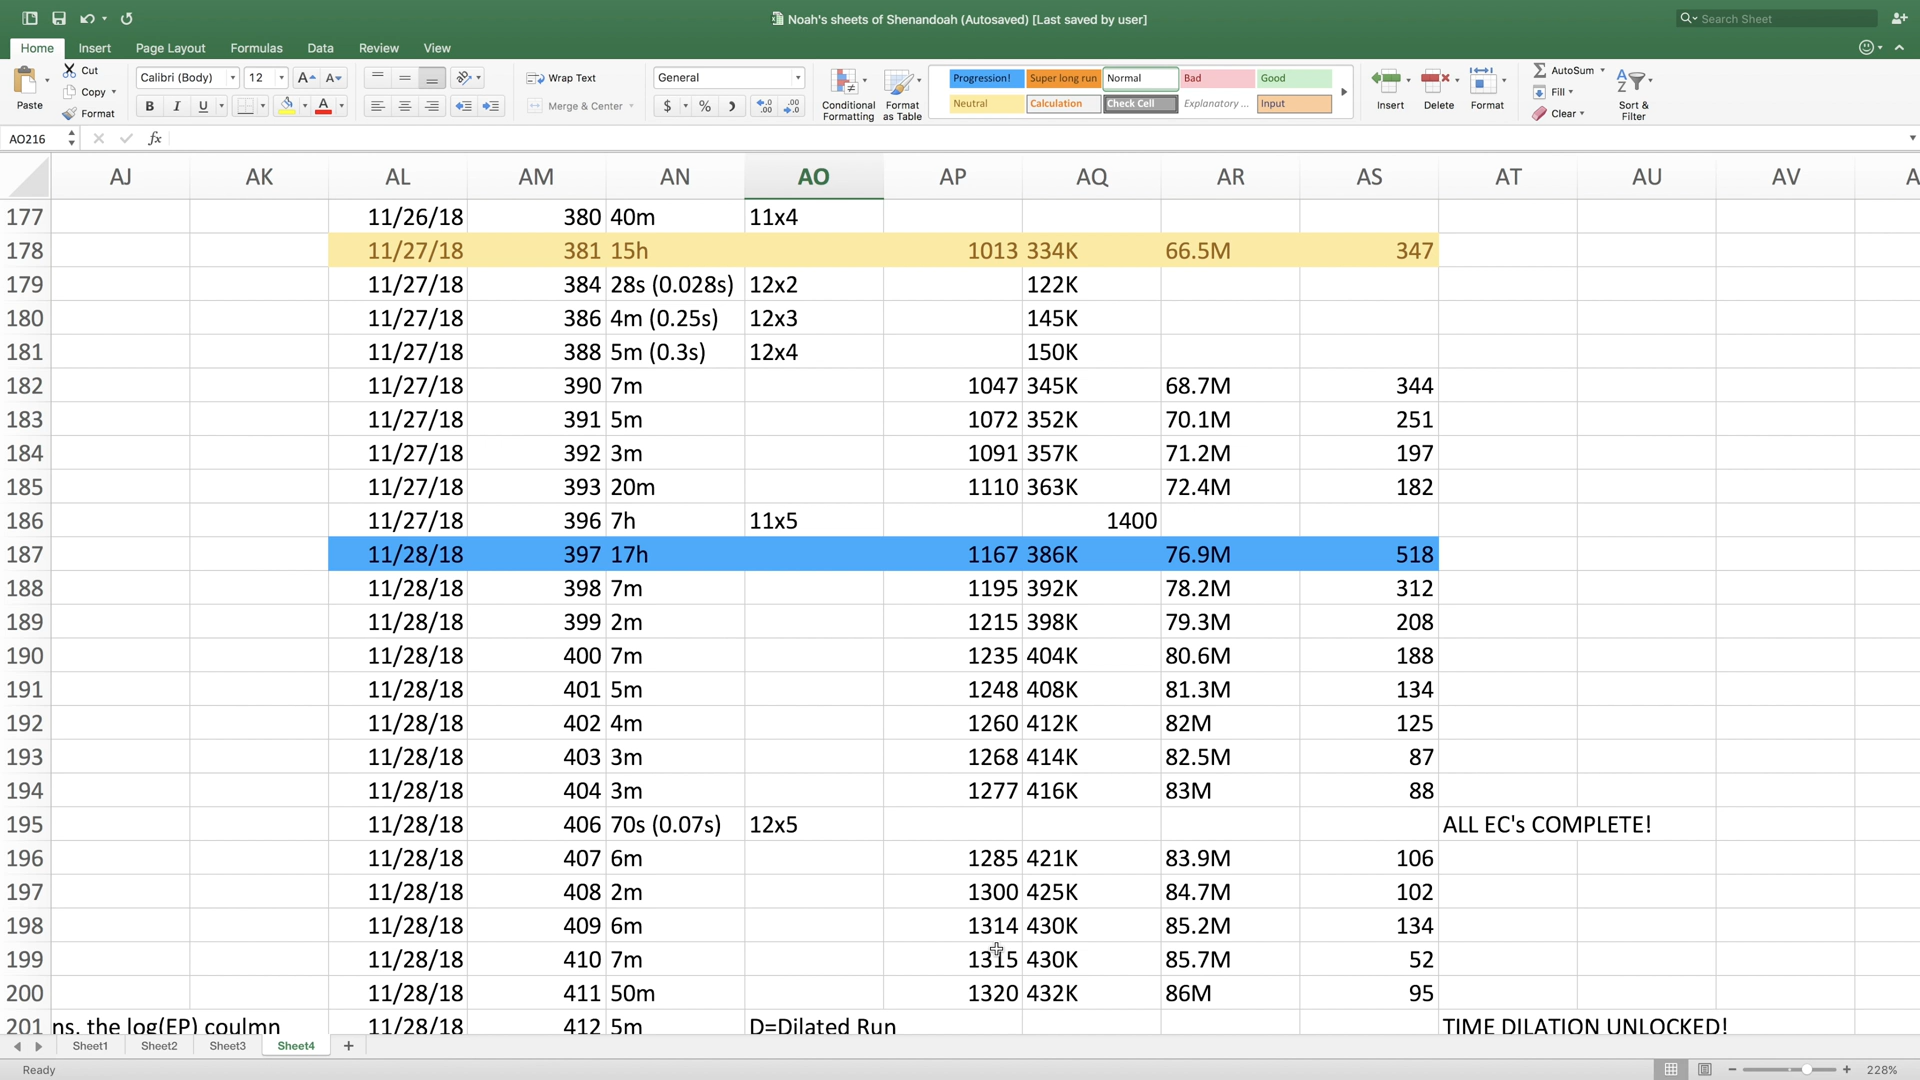 Noah's sheets of Shenandoah (Autosaved) [Last saved by user]
Search Sheet
Home Insert Page Layout Formulas Data Review View
Paste
Cut
Copy
Format
Calibri (Body) 12 A A
B I U A
Wrap Text
Merge & Center
General
$ % )
Conditional Formatting
Format as Table
Progression! Super long run Normal Bad Good
Neutral Calculation Check Cell Explanatory ... Input
Insert Delete Format
AutoSum
Fill
Clear
Sort & Filter
AO216 fx
AJ AK AL AM AN AO AP AQ AR AS AT AU AV A
177 11/26/18 380 40m 11x4
178 11/27/18 381 15h 1013 334K 66.5M 347
179 11/27/18 384 28s (0.028s) 12x2 122K
180 11/27/18 386 4m (0.25s) 12x3 145K
181 11/27/18 388 5m (0.3s) 12x4 150K
182 11/27/18 390 7m 1047 345K 68.7M 344
183 11/27/18 391 5m 1072 352K 70.1M 251
184 11/27/18 392 3m 1091 357K 71.2M 197
185 11/27/18 393 20m 1110 363K 72.4M 182
186 11/27/18 396 7h 11x5 1400
187 11/28/18 397 17h 1167 386K 76.9M 518
188 11/28/18 398 7m 1195 392K 78.2M 312
189 11/28/18 399 2m 1215 398K 79.3M 208
190 11/28/18 400 7m 1235 404K 80.6M 188
191 11/28/18 401 5m 1248 408K 81.3M 134
192 11/28/18 402 4m 1260 412K 82M 125
193 11/28/18 403 3m 1268 414K 82.5M 87
194 11/28/18 404 3m 1277 416K 83M 88
195 11/28/18 406 70s (0.07s) 12x5 ALL EC's COMPLETE!
196 11/28/18 407 6m 1285 421K 83.9M 106
197 11/28/18 408 2m 1300 425K 84.7M 102
198 11/28/18 409 6m 1314 430K 85.2M 134
199 11/28/18 410 7m 1315 430K 85.7M 52
200 11/28/18 411 50m 1320 432K 86M 95
201 ns. the log(EP) coulmn 11/28/18 412 5m D=Dilated Run TIME DILATION UNLOCKED!
Sheet1 Sheet2 Sheet3 Sheet4 +
Ready 228%